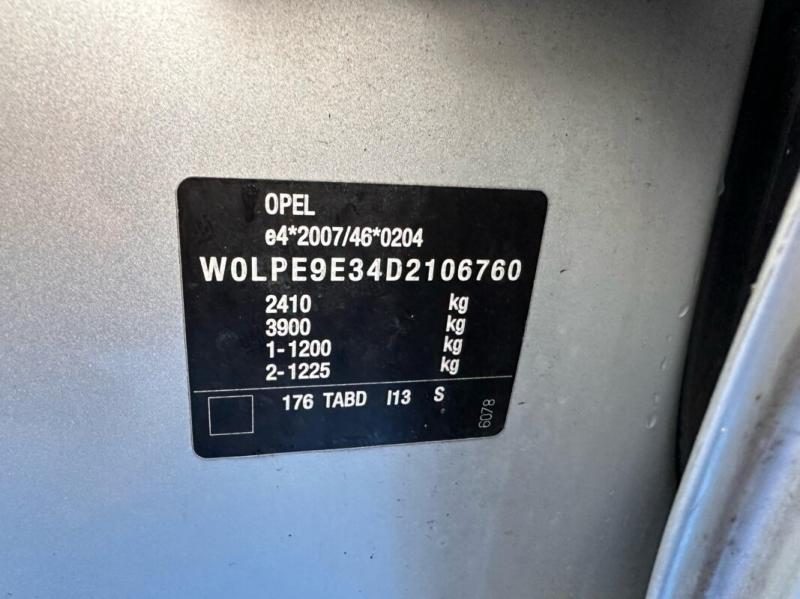 OPEL
e4*2007/46*0204
W0LPE9E34D2106760
2410 kg
3900 kg
1-1200 kg
2-1225 kg
176 TABD I13 S
6078